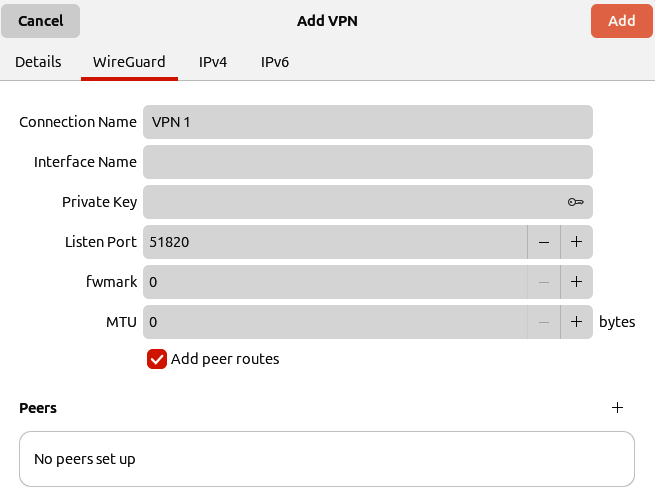 Cancel Add VPN Add
Details WireGuard IPv4 IPv6
Connection Name VPN 1
Interface Name
Private Key
Listen Port 51820 − +
fwmark 0 − +
MTU 0 − + bytes
Add peer routes
Peers +
No peers set up